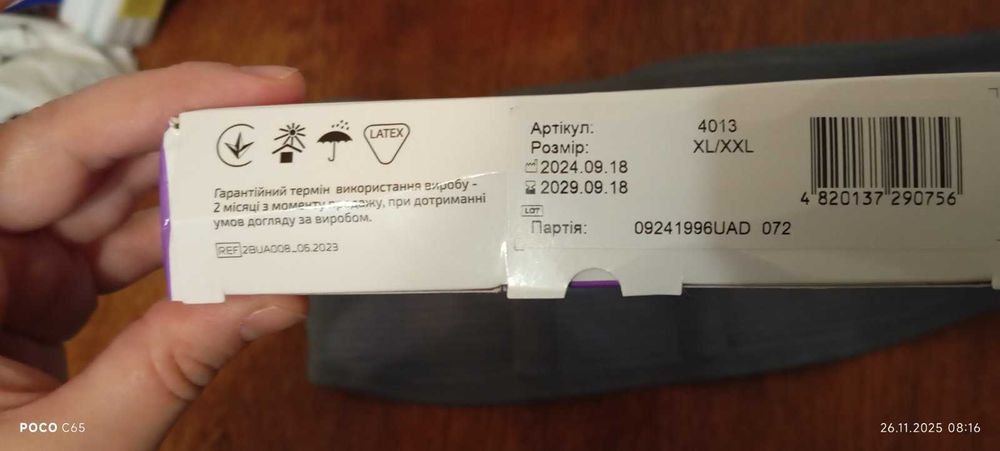 LATEX
Гарантійний термін використання виробу -
2 місяці з моменту продажу, при дотриманні
умов догляду за виробом.
REF 2BUA008_06.2023
Артикул: 4013
Розмір: XL/XXL
2024.09.18
2029.09.18
LOT
Партія: 09241996UAD 072
4 820137 290756
POCO C65
26.11.2025 08:16